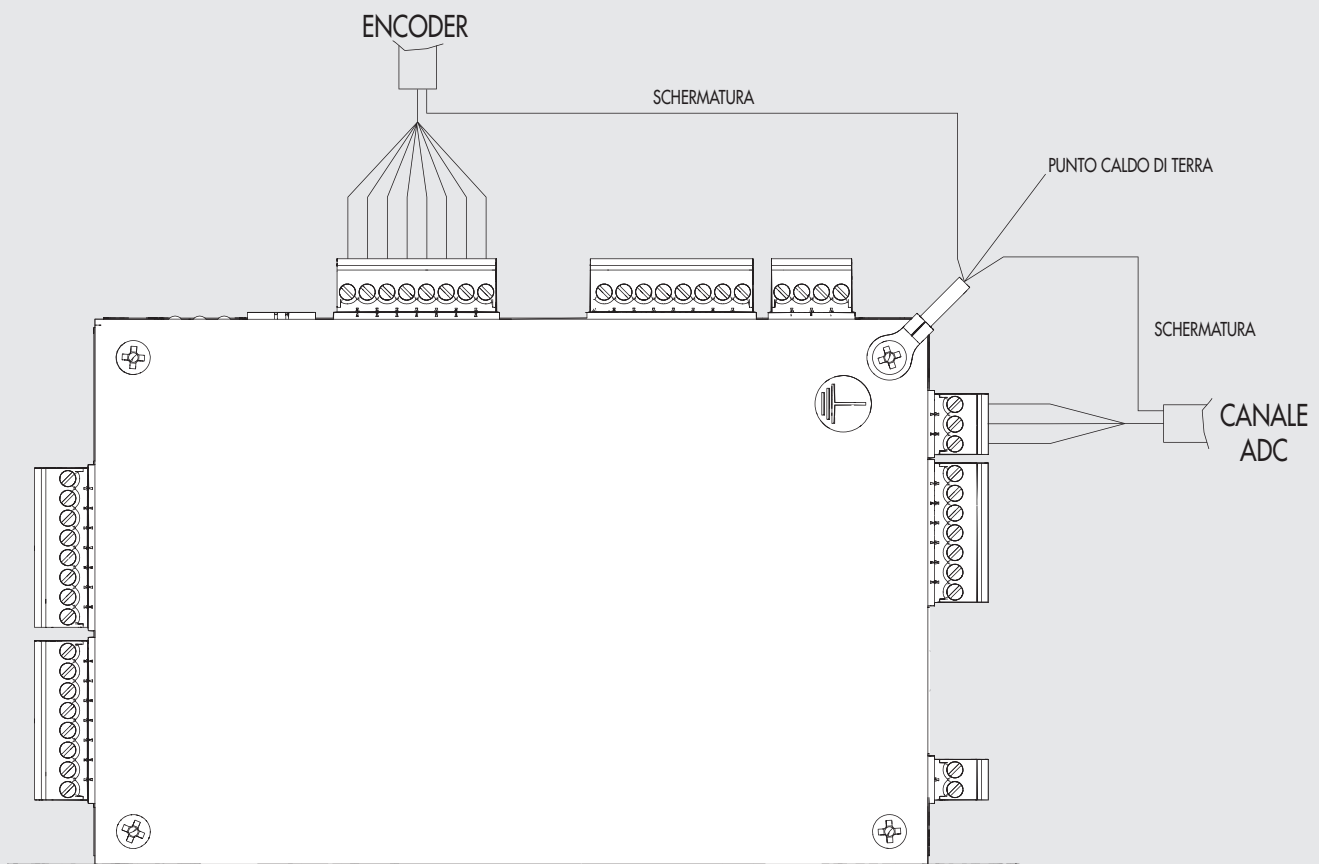 ENCODER
SCHERMATURA
PUNTO CALDO DI TERRA
SCHERMATURA
CANALE
ADC